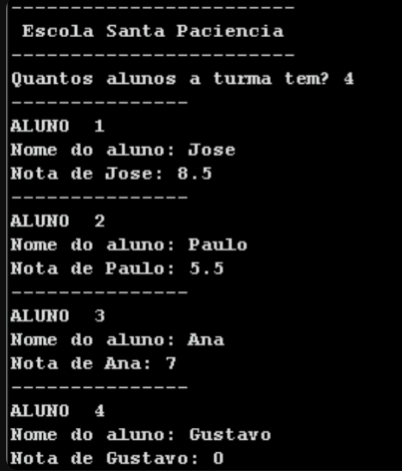 ------------------------
 Escola Santa Paciencia
------------------------
Quantos alunos a turma tem? 4
---------------
ALUNO  1
Nome do aluno: Jose
Nota de Jose: 8.5
---------------
ALUNO  2
Nome do aluno: Paulo
Nota de Paulo: 5.5
---------------
ALUNO  3
Nome do aluno: Ana
Nota de Ana: 7
---------------
ALUNO  4
Nome do aluno: Gustavo
Nota de Gustavo: 0